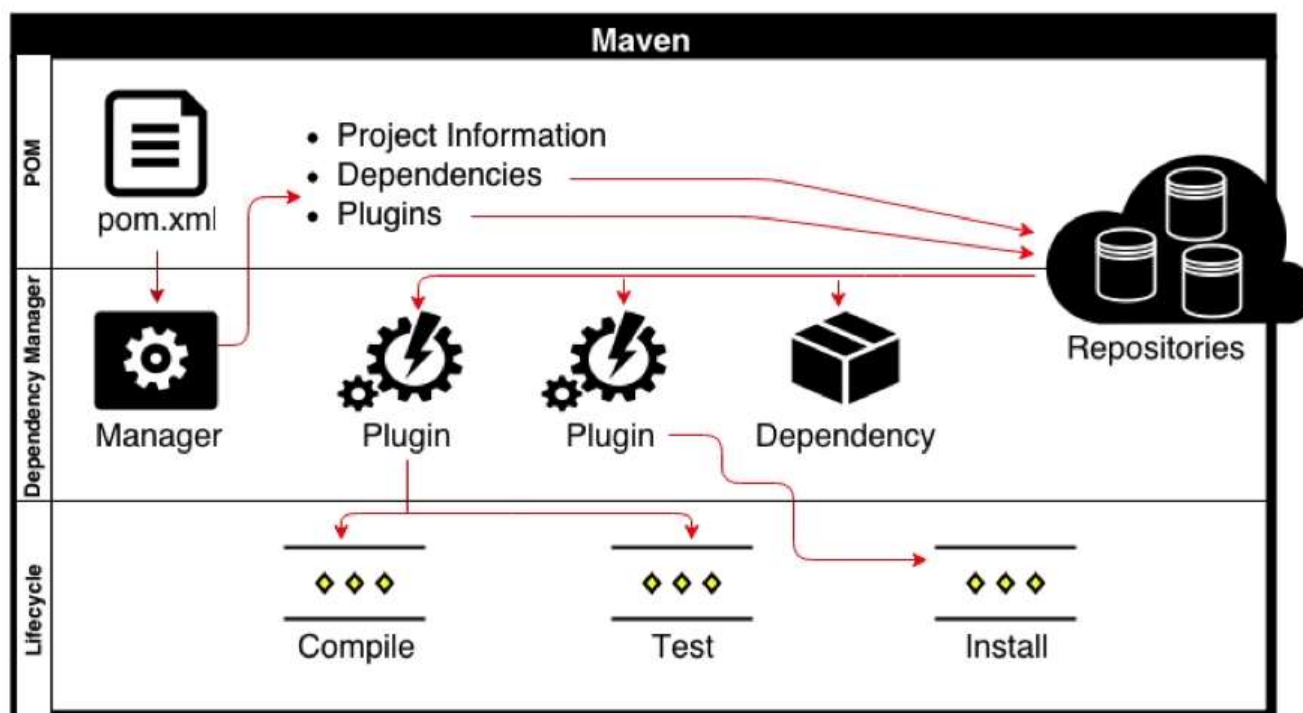 Maven
POM
pom.xml
• Project Information
• Dependencies
• Plugins
Repositories
Dependency Manager
Manager
Plugin
Plugin
Dependency
Lifecycle
Compile
Test
Install